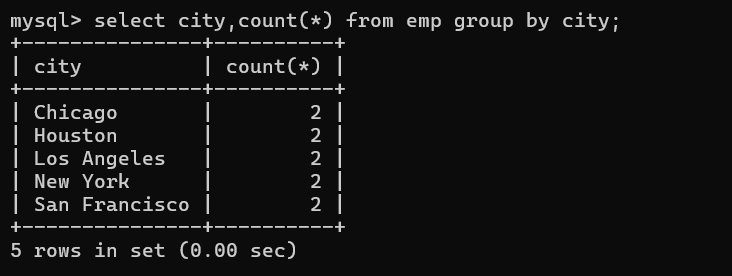 mysql> select city,count(*) from emp group by city;
+---------------+----------+
| city          | count(*) |
+---------------+----------+
| Chicago       |        2 |
| Houston       |        2 |
| Los Angeles   |        2 |
| New York      |        2 |
| San Francisco |        2 |
+---------------+----------+
5 rows in set (0.00 sec)